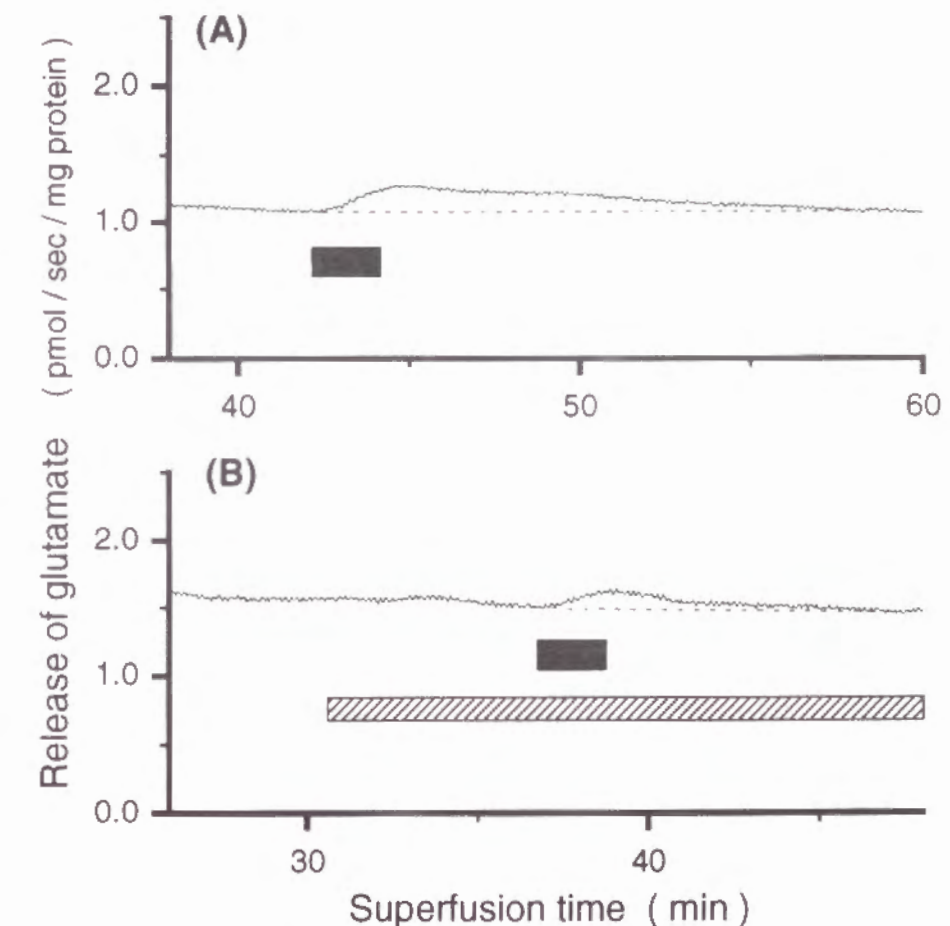 (A)
2.0
1.0
0.0
40 50 60
(B)
2.0
1.0
0.0
30 40
Superfusion time ( min )
Release of glutamate ( pmol / sec / mg protein )